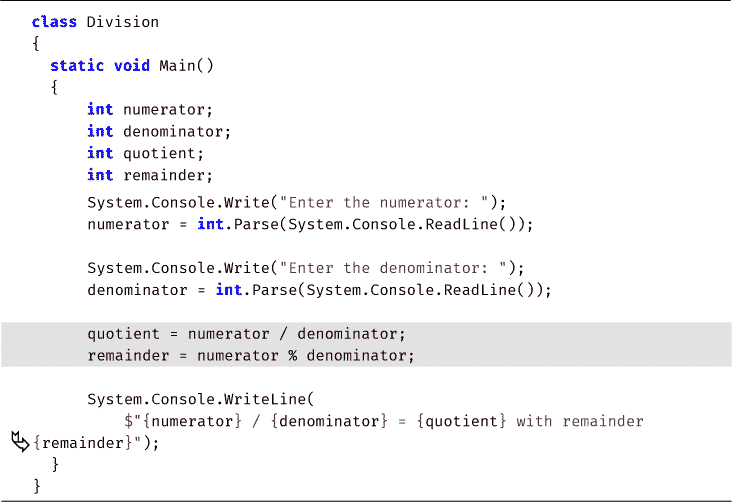 class Division
{
static void Main()
{
int numerator;
int denominator;
int quotient;
int remainder;
System.Console.Write("Enter the numerator: ");
numerator = int.Parse(System.Console.ReadLine());
System.Console.Write("Enter the denominator: ");
denominator = int.Parse(System.Console.ReadLine());
quotient = numerator / denominator;
remainder = numerator % denominator;
System.Console.WriteLine(
$"{numerator} / {denominator} = {quotient} with remainder
{remainder}");
}
}